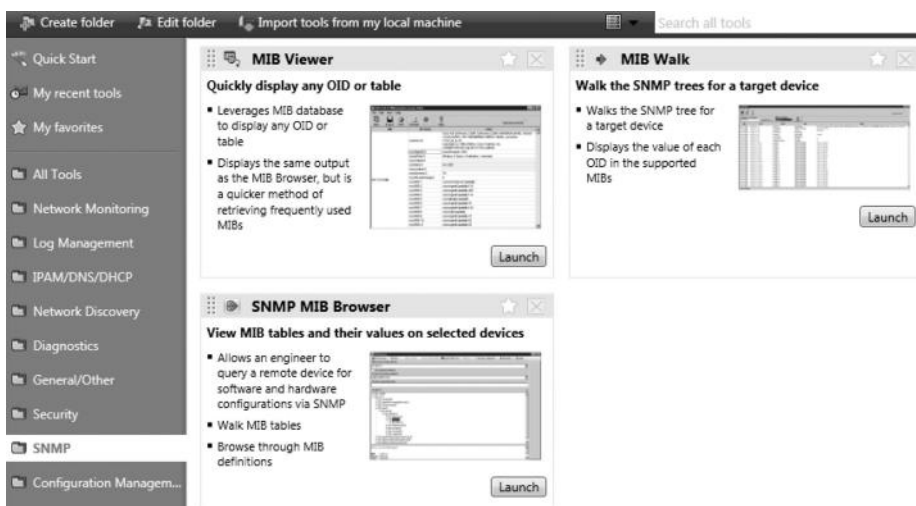 Create folder
Edit folder
Import tools from my local machine
Search all tools
Quick Start
My recent tools
My favorites
All Tools
Network Monitoring
Log Management
IPAM/DNS/DHCP
Network Discovery
Diagnostics
General/Other
Security
SNMP
Configuration Managem...
MIB Viewer
Quickly display any OID or table
▪ Leverages MIB database
to display any OID or
table
▪ Displays the same output
as the MIB Browser, but is
a quicker method of
retrieving frequently used
MIBs
Launch
MIB Walk
Walk the SNMP trees for a target device
▪ Walks the SNMP tree for
a target device
▪ Displays the value of each
OID in the supported
MIBs
Launch
SNMP MIB Browser
View MIB tables and their values on selected devices
▪ Allows an engineer to
query a remote device for
software and hardware
configurations via SNMP
▪ Walk MIB tables
▪ Browse through MIB
definitions
Launch